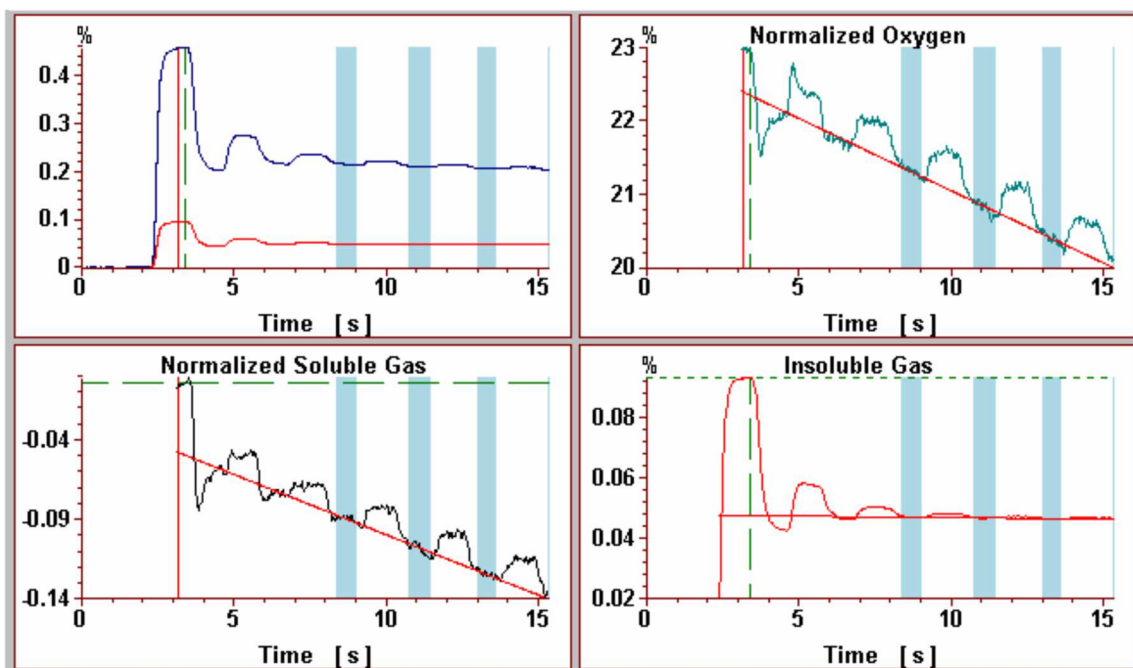 %
0.4
0.3
0.2
0.1
0
0 5 10 15
Time [s]
Normalized Oxygen
23
22
21
20
0 5 10 15
Time [s]
Normalized Soluble Gas
-0.04
-0.09
-0.14
0 5 10 15
Time [s]
% Insoluble Gas
0.08
0.06
0.04
0.02
0 5 10 15
Time [s]